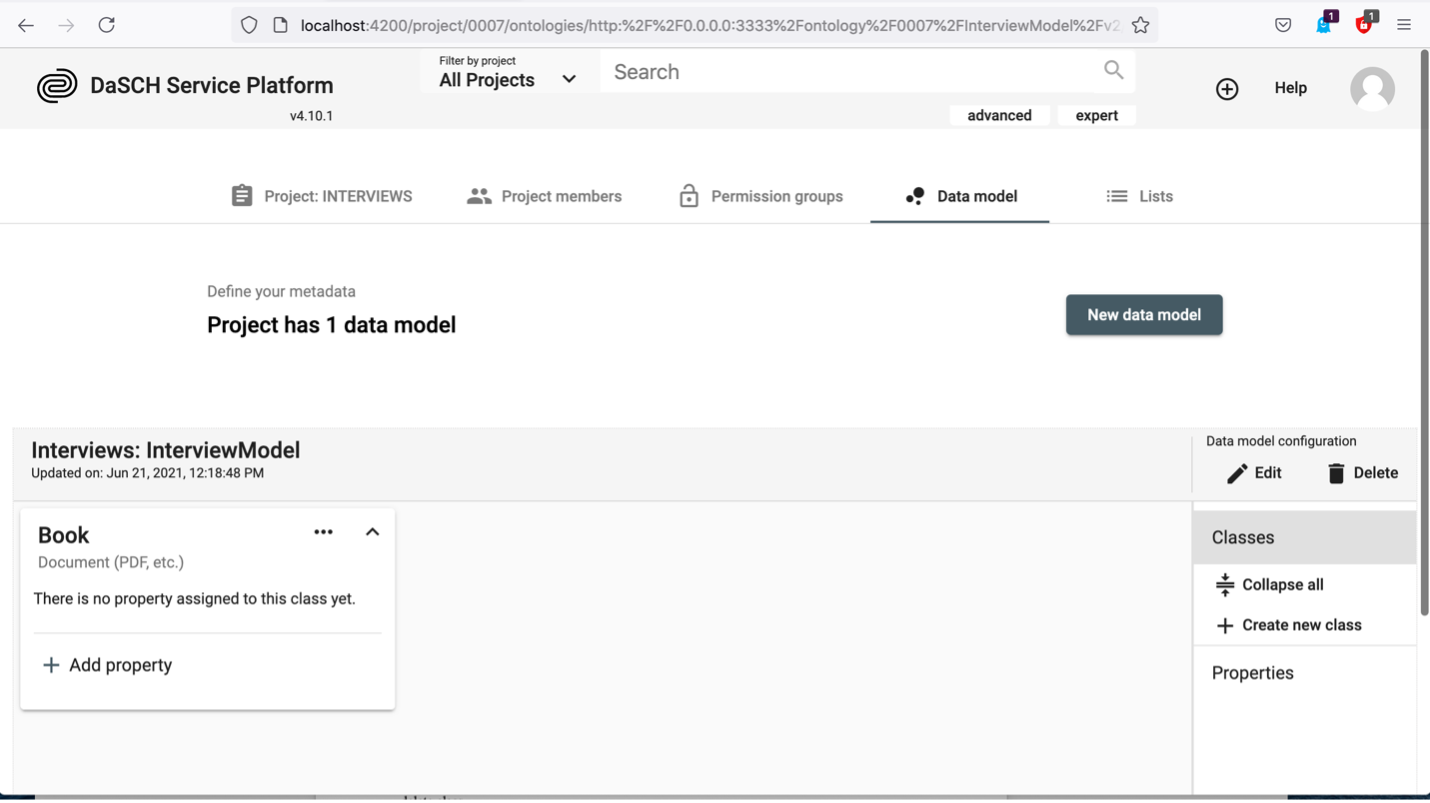 localhost:4200/project/0007/ontologies/http:%2F%2F0.0.0.0:3333%2Fontology%2F0007%2FInterviewModel%2Fv2
1
1
DaSCH Service Platform
v4.10.1
Filter by project
All Projects
Search
advanced
expert
Help
Project: INTERVIEWS
Project members
Permission groups
Data model
Lists
Define your metadata
Project has 1 data model
New data model
Interviews: InterviewModel
Updated on: Jun 21, 2021, 12:18:48 PM
Data model configuration
Edit
Delete
Book
Document (PDF, etc.)
There is no property assigned to this class yet.
Add property
Classes
Collapse all
Create new class
Properties